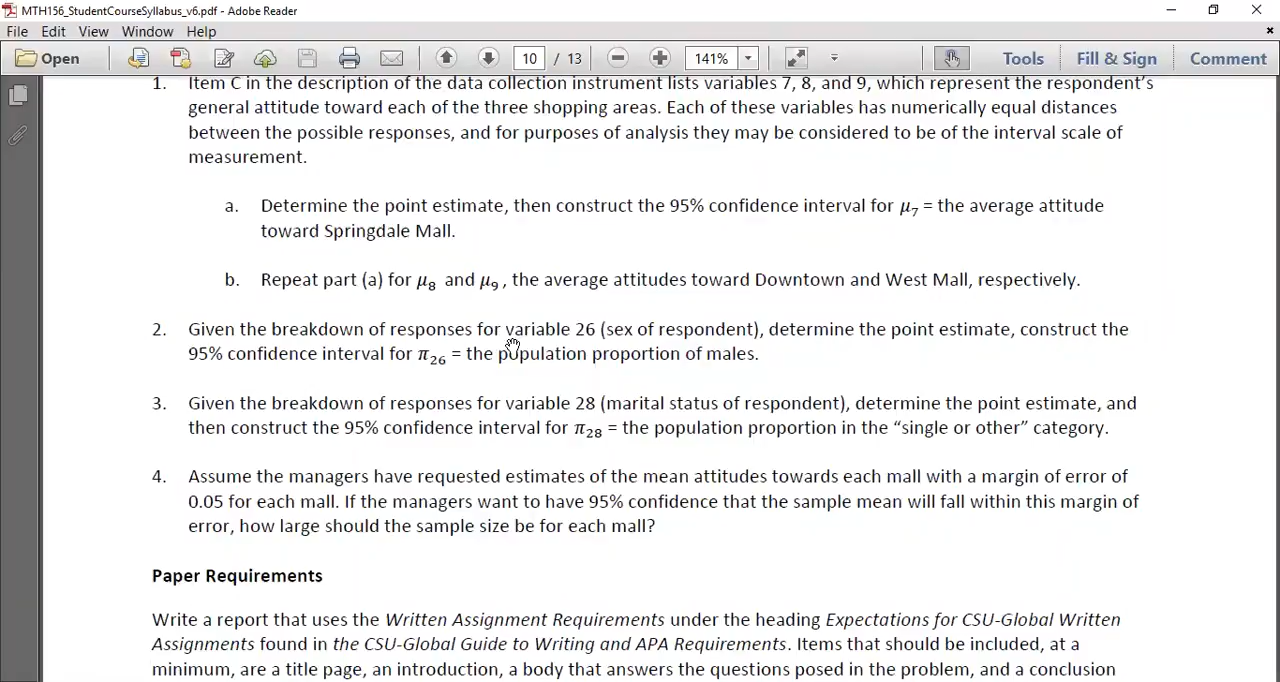 MTH156_StudentCourseSyllabus_v6.pdf - Adobe Reader
File Edit View Window Help
Open 10 / 13 141% Tools Fill & Sign Comment
1. Item C in the description of the data collection instrument lists variables 7, 8, and 9, which represent the respondent's
general attitude toward each of the three shopping areas. Each of these variables has numerically equal distances
between the possible responses, and for purposes of analysis they may be considered to be of the interval scale of
measurement.
a. Determine the point estimate, then construct the 95% confidence interval for μ7 = the average attitude
toward Springdale Mall.
b. Repeat part (a) for μ8 and μ9, the average attitudes toward Downtown and West Mall, respectively.
2. Given the breakdown of responses for variable 26 (sex of respondent), determine the point estimate, construct the
95% confidence interval for π26 = the population proportion of males.
3. Given the breakdown of responses for variable 28 (marital status of respondent), determine the point estimate, and
then construct the 95% confidence interval for π28 = the population proportion in the “single or other” category.
4. Assume the managers have requested estimates of the mean attitudes towards each mall with a margin of error of
0.05 for each mall. If the managers want to have 95% confidence that the sample mean will fall within this margin of
error, how large should the sample size be for each mall?
Paper Requirements
Write a report that uses the Written Assignment Requirements under the heading Expectations for CSU-Global Written
Assignments found in the CSU-Global Guide to Writing and APA Requirements. Items that should be included, at a
minimum, are a title page, an introduction, a body that answers the questions posed in the problem, and a conclusion